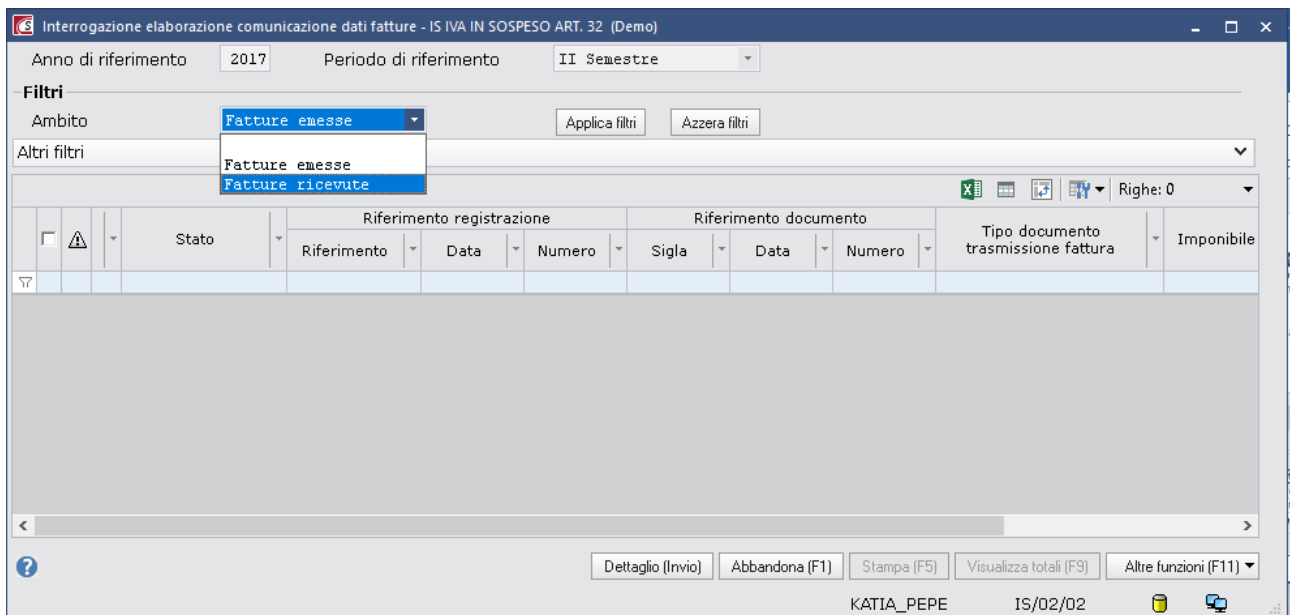 Interrogazione elaborazione comunicazione dati fatture - IS IVA IN SOSPESO ART. 32 (Demo)
Anno di riferimento 2017 Periodo di riferimento II Semestre
Filtri
Ambito Fatture emesse Applica filtri Azzera filtri
Altri filtri
Fatture emesse
Fatture ricevute
Righe: 0
Riferimento registrazione Riferimento documento
Stato Riferimento Data Numero Sigla Data Numero Tipo documento trasmissione fattura Imponibile
Dettaglio (Invio) Abbandona (F1) Stampa (F5) Visualizza totali (F9) Altre funzioni (F11)
KATIA_PEPE IS/02/02